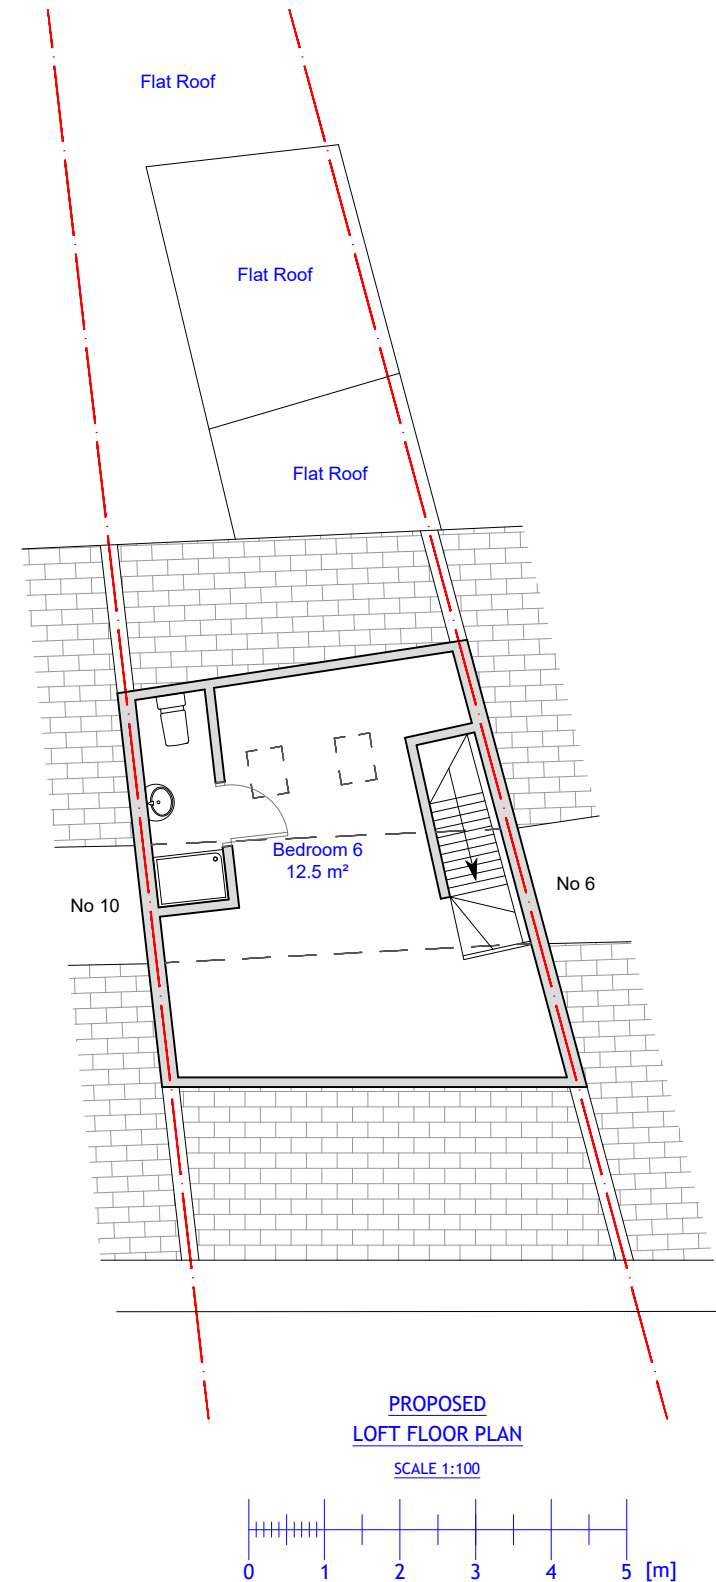 Flat Roof
Flat Roof
Flat Roof
Bedroom 6
12.5 m²
No 10
No 6
PROPOSED
LOFT FLOOR PLAN
SCALE 1:100
0 1 2 3 4 5 [m]